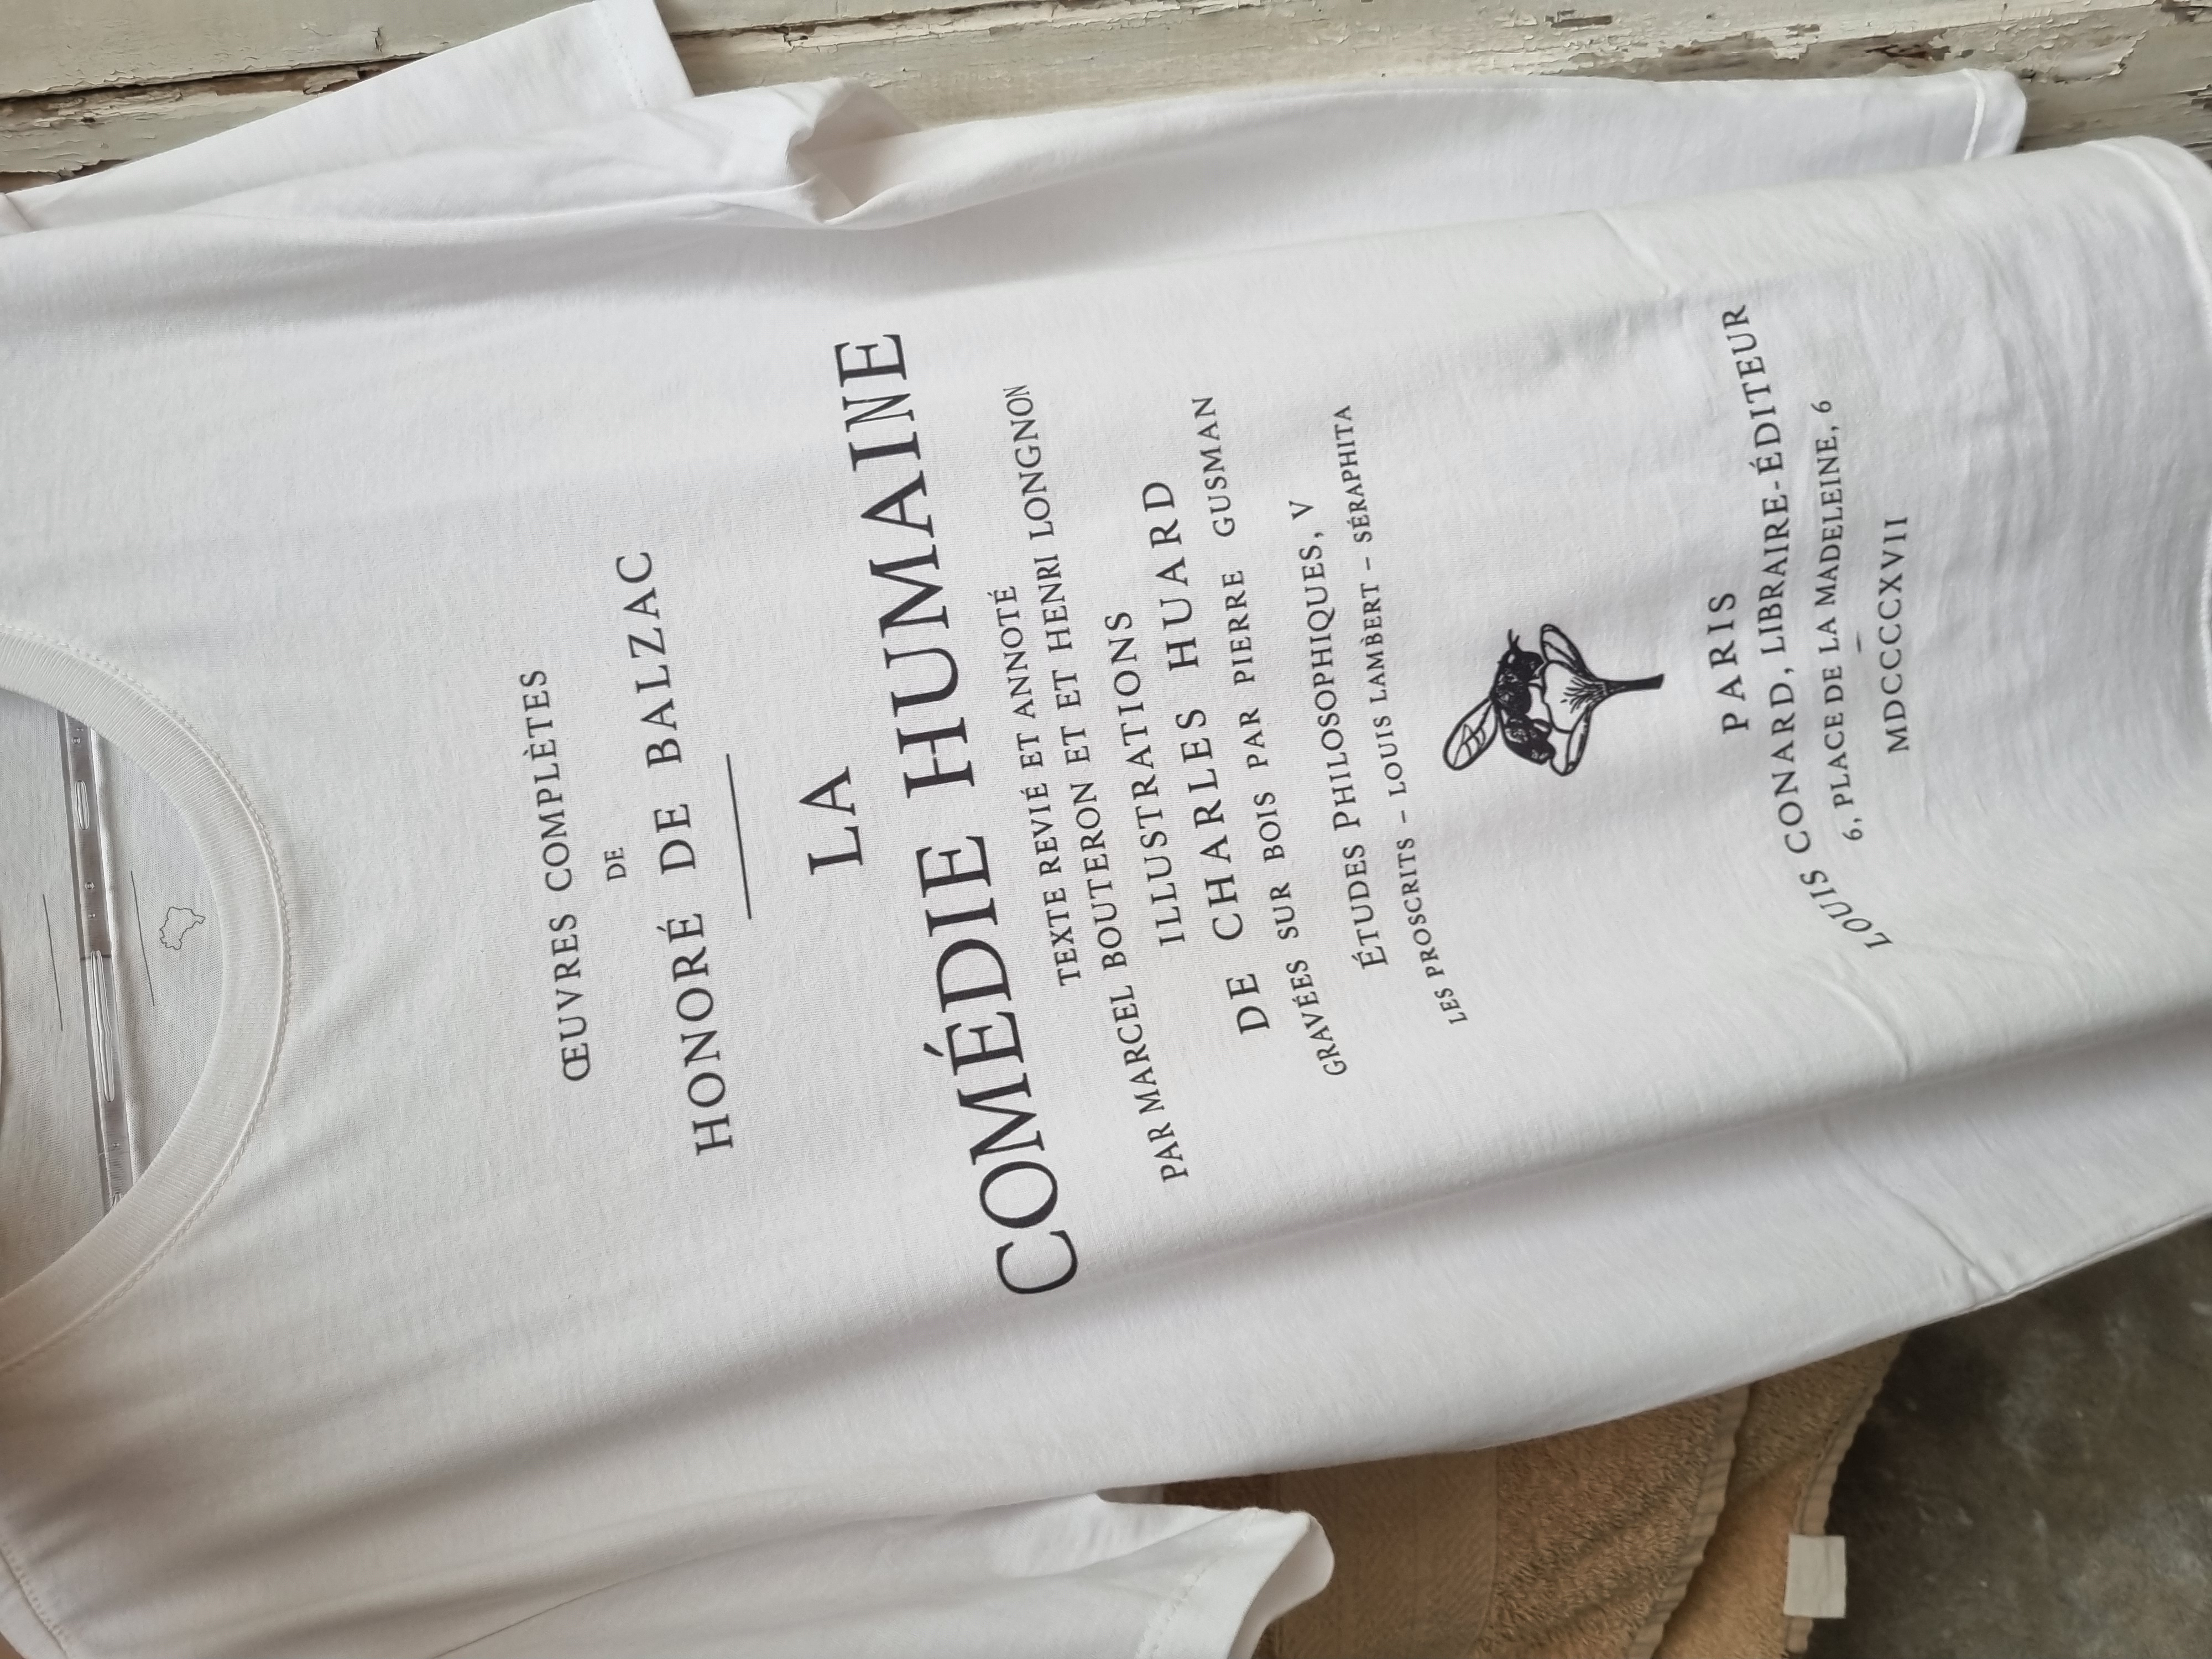 ŒUVRES COMPLÈTES
DE
HONORÉ DE BALZAC
LA
COMÉDIE HUMAINE
TEXTE REVIÉ ET ANNOTÉ
PAR MARCEL BOUTERON ET ET HENRI LONGNON
ILLUSTRATIONS
DE CHARLES HUARD
GRAVÉES SUR BOIS PAR PIERRE GUSMAN
ÉTUDES PHILOSOPHIQUES, V
LES PROSCRITS – LOUIS LAMBERT – SÉRAPHITA
PARIS
LOUIS CONARD, LIBRAIRE-ÉDITEUR
6, PLACE DE LA MADELEINE, 6
MDCCCCXVII